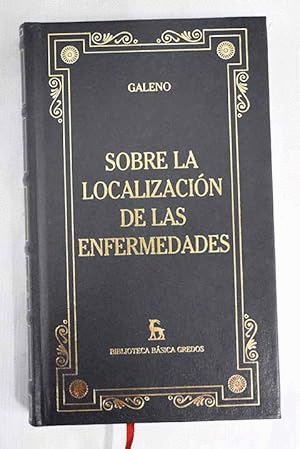 GALENO
SOBRE LA
LOCALIZACIÓN
DE LAS
ENFERMEDADES
BIBLIOTECA BÁSICA GREDOS